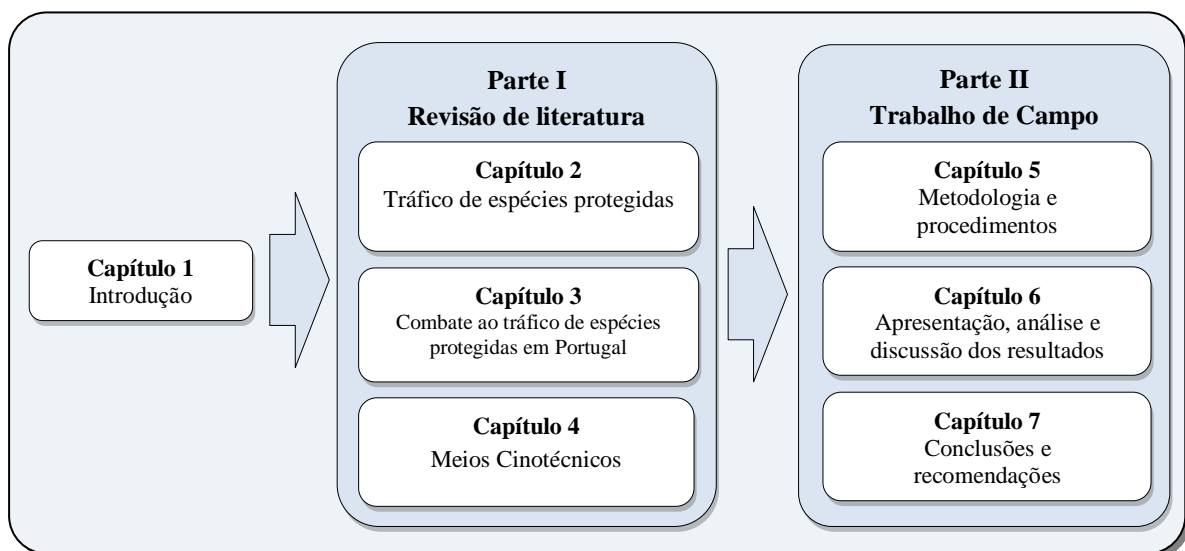 Capítulo 1
Introdução
Parte I
Revisão de literatura
Capítulo 2
Tráfico de espécies protegidas
Capítulo 3
Combate ao tráfico de espécies
protegidas em Portugal
Capítulo 4
Meios Cinotécnicos
Parte II
Trabalho de Campo
Capítulo 5
Metodologia e
procedimentos
Capítulo 6
Apresentação, análise e
discussão dos resultados
Capítulo 7
Conclusões e
recomendações